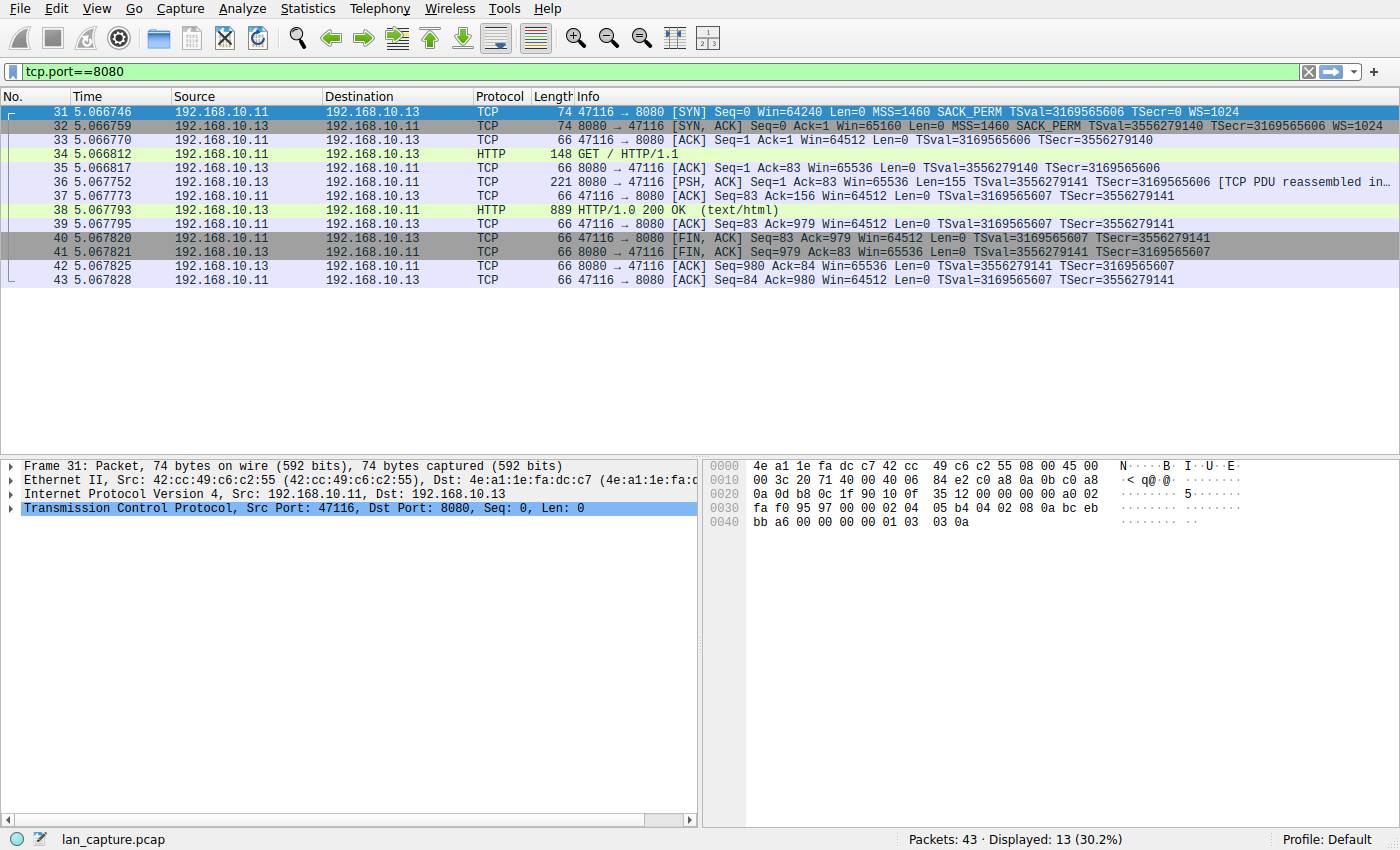 File Edit View Go Capture Analyze Statistics Telephony Wireless Tools Help
tcp.port==8080
No. Time Source Destination Protocol Length Info
31 5.066746 192.168.10.11 192.168.10.13 TCP 74 47116 → 8080 [SYN] Seq=0 Win=64240 Len=0 MSS=1460 SACK_PERM TSval=3169565606 TSecr=0 WS=1024
32 5.066759 192.168.10.13 192.168.10.11 TCP 74 8080 → 47116 [SYN, ACK] Seq=0 Ack=1 Win=65160 Len=0 MSS=1460 SACK_PERM TSval=3556279140 TSecr=3169565606 WS=1024
33 5.066770 192.168.10.11 192.168.10.13 TCP 66 47116 → 8080 [ACK] Seq=1 Ack=1 Win=64512 Len=0 TSval=3169565606 TSecr=3556279140
34 5.066812 192.168.10.11 192.168.10.13 HTTP 148 GET / HTTP/1.1
35 5.066817 192.168.10.13 192.168.10.11 TCP 66 8080 → 47116 [ACK] Seq=1 Ack=83 Win=65536 Len=0 TSval=3556279140 TSecr=3169565606
36 5.067752 192.168.10.13 192.168.10.11 TCP 221 8080 → 47116 [PSH, ACK] Seq=1 Ack=83 Win=65536 Len=155 TSval=3556279141 TSecr=3169565606 [TCP PDU reassembled in…
37 5.067773 192.168.10.11 192.168.10.13 TCP 66 47116 → 8080 [ACK] Seq=83 Ack=156 Win=64512 Len=0 TSval=3169565607 TSecr=3556279141
38 5.067793 192.168.10.13 192.168.10.11 HTTP 889 HTTP/1.0 200 OK  (text/html)
39 5.067795 192.168.10.11 192.168.10.13 TCP 66 47116 → 8080 [ACK] Seq=83 Ack=979 Win=64512 Len=0 TSval=3169565607 TSecr=3556279141
40 5.067820 192.168.10.11 192.168.10.13 TCP 66 47116 → 8080 [FIN, ACK] Seq=83 Ack=979 Win=64512 Len=0 TSval=3169565607 TSecr=3556279141
41 5.067821 192.168.10.13 192.168.10.11 TCP 66 8080 → 47116 [FIN, ACK] Seq=979 Ack=83 Win=65536 Len=0 TSval=3556279141 TSecr=3169565607
42 5.067825 192.168.10.13 192.168.10.11 TCP 66 8080 → 47116 [ACK] Seq=980 Ack=84 Win=65536 Len=0 TSval=3556279141 TSecr=3169565607
43 5.067828 192.168.10.11 192.168.10.13 TCP 66 47116 → 8080 [ACK] Seq=84 Ack=980 Win=64512 Len=0 TSval=3169565607 TSecr=3556279141
Frame 31: Packet, 74 bytes on wire (592 bits), 74 bytes captured (592 bits)
Ethernet II, Src: 42:cc:49:c6:c2:55 (42:cc:49:c6:c2:55), Dst: 4e:a1:1e:fa:dc:c7 (4e:a1:1e:fa:d
Internet Protocol Version 4, Src: 192.168.10.11, Dst: 192.168.10.13
Transmission Control Protocol, Src Port: 47116, Dst Port: 8080, Seq: 0, Len: 0
0000 4e a1 1e fa dc c7 42 cc 49 c6 c2 55 08 00 45 00 N·····B· I··U··E·
0010 00 3c 20 71 40 00 40 06 84 e2 c0 a8 0a 0b c0 a8 ·< q@·@· ········
0020 0a 0d b8 0c 1f 90 10 0f 35 12 00 00 00 00 a0 02 ········ 5·······
0030 fa f0 95 97 00 00 02 04 05 b4 04 02 08 0a bc eb ········ ········
0040 bb a6 00 00 00 00 01 03 03 0a ········ ··
lan_capture.pcap
Packets: 43 · Displayed: 13 (30.2%)
Profile: Default